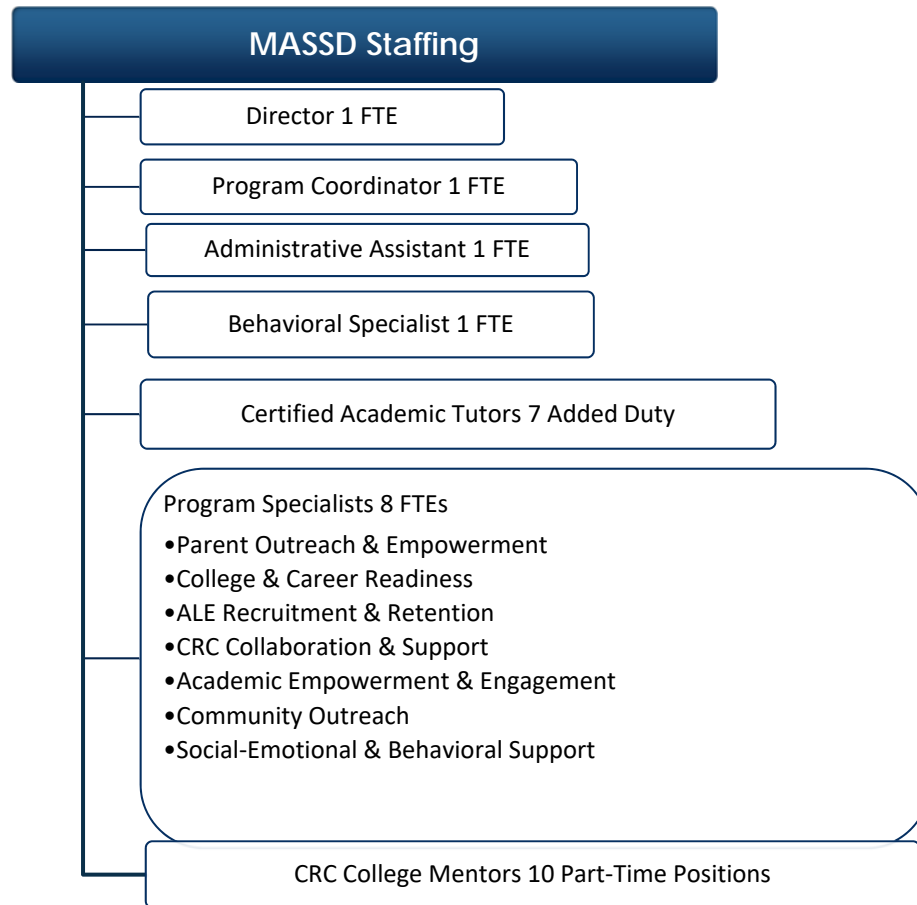 MASSD Staffing
Director 1 FTE
Program Coordinator 1 FTE
Administrative Assistant 1 FTE
Behavioral Specialist 1 FTE
Certified Academic Tutors 7 Added Duty
Program Specialists 8 FTEs
•Parent Outreach & Empowerment
•College & Career Readiness
•ALE Recruitment & Retention
•CRC Collaboration & Support
•Academic Empowerment & Engagement
•Community Outreach
•Social-Emotional & Behavioral Support
CRC College Mentors 10 Part-Time Positions